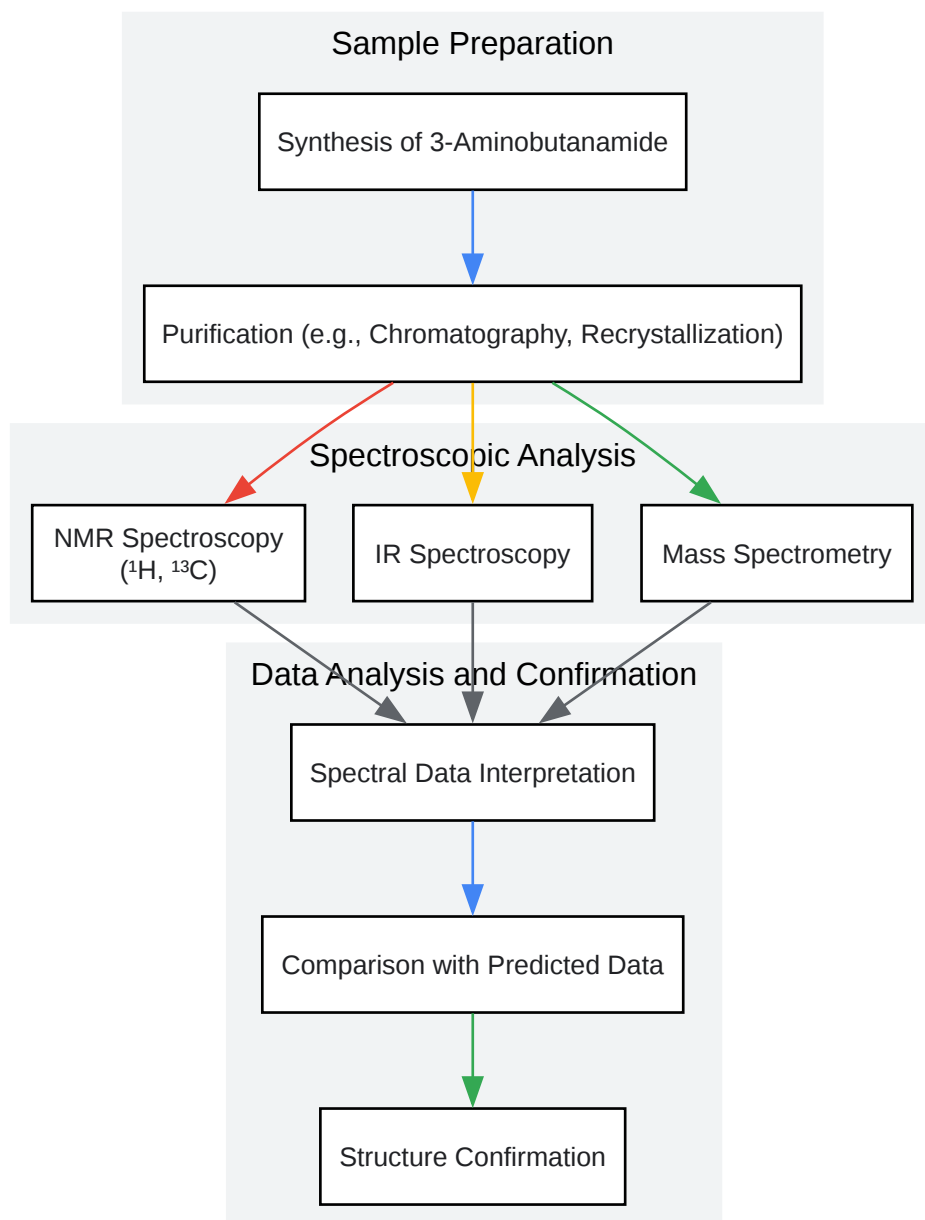 Sample Preparation
Synthesis of 3-Aminobutanamide
Purification (e.g., Chromatography, Recrystallization)
Spectroscopic Analysis
NMR Spectroscopy
(¹H, ¹³C)
IR Spectroscopy
Mass Spectrometry
Data Analysis and Confirmation
Spectral Data Interpretation
Comparison with Predicted Data
Structure Confirmation